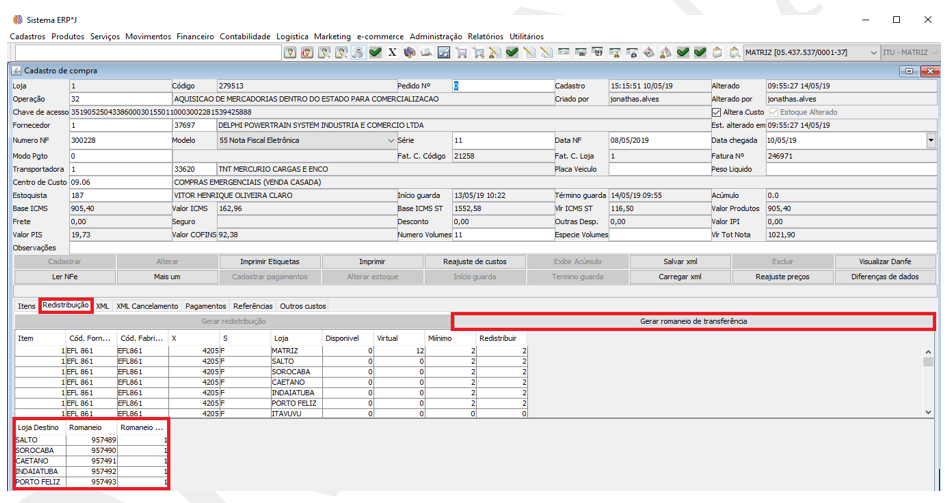 Sistema ERP*J
Cadastros Produtos Serviços Movimentos Financeiro Contabilidade Logística Marketing e-commerce Administração Relatórios Utilitários
MATRIZ [05.437.537/0001-37] ITU - MATRIZ
Cadastro de compra
Loja 1 Código 279513 Pedido Nº 0 Cadastro 15:15:51 10/05/19 Alterado 09:55:27 14/05/19
Operação 32 AQUISICAO DE MERCADORIAS DENTRO DO ESTADO PARA COMERCIALIZACAO Criado por jonathas.alves Alterado por jonathas.alves
Chave de acesso 35190525043386000301550110003002281539425888 Altera Custo Estoque Alterado
Fornecedor 1 37697 DELPHI POWERTRAIN SYSTEM INDUSTRIA E COMERCIO LTDA Est. alterado em 09:55:27 14/05/19
Numero NF 300228 Modelo 55 Nota Fiscal Eletrônica Série 11 Data NF 08/05/2019 Data chegada 10/05/19
Modo Pgto 0 Fat. C. Código 21258 Fat. C. Loja 1 Fatura Nº 246971
Transportadora 1 33620 TNT MERCURIO CARGAS E ENCO Placa Veiculo Peso Liquido
Centro de Custo 09.06 COMPRAS EMERGENCIAIS (VENDA CASADA)
Estoquista 187 VITOR HENRIQUE OLIVEIRA CLARO Início guarda 13/05/19 10:22 Término guarda 14/05/19 09:55 Acúmulo 0.0
Base ICMS 905,40 Valor ICMS 162,96 Base ICMS ST 1552,58 Vlr ICMS ST 116,50 Valor Produtos 905,40
Frete 0,00 Seguro Desconto 0,00 Outras Desp. 0,00 Valor IPI 0,00
Valor PIS 19,73 Valor COFINS 92,38 Numero Volumes 11 Especie Volumes Vlr Tot Nota 1021,90
Observações
Cadastrar Alterar Imprimir Etiquetas Imprimir Reajuste de custos Exibir Acúmulo Salvar xml Excluir Visualizar Danfe
Ler NFe Mais um Cadastrar pagamentos Alterar estoque Início guarda Termino guarda Carregar xml Reajuste preços Diferenças de dados
Itens Redistribuição XML XML Cancelamento Pagamentos Referências Outros custos
Gerar redistribuição Gerar romaneio de transferência
Item Cód. Forn... Cód. Fabri... X S Loja Disponivel Virtual Mínimo Redistribuir
1 EFL 861 EFL861 4205 F MATRIZ 0 12 2 2
1 EFL 861 EFL861 4205 F SALTO 0 0 2 2
1 EFL 861 EFL861 4205 F SOROCABA 0 0 2 2
1 EFL 861 EFL861 4205 F CAETANO 0 0 2 2
1 EFL 861 EFL861 4205 F INDAIATUBA 0 0 2 2
1 EFL 861 EFL861 4205 F PORTO FELIZ 0 0 2 2
1 EFL 861 EFL861 4205 F ITAVUVU 0 0 2 2
Loja Destino Romaneio Romaneio ...
SALTO 957489 1
SOROCABA 957490 1
CAETANO 957491 1
INDAIATUBA 957492 1
PORTO FELIZ 957493 1